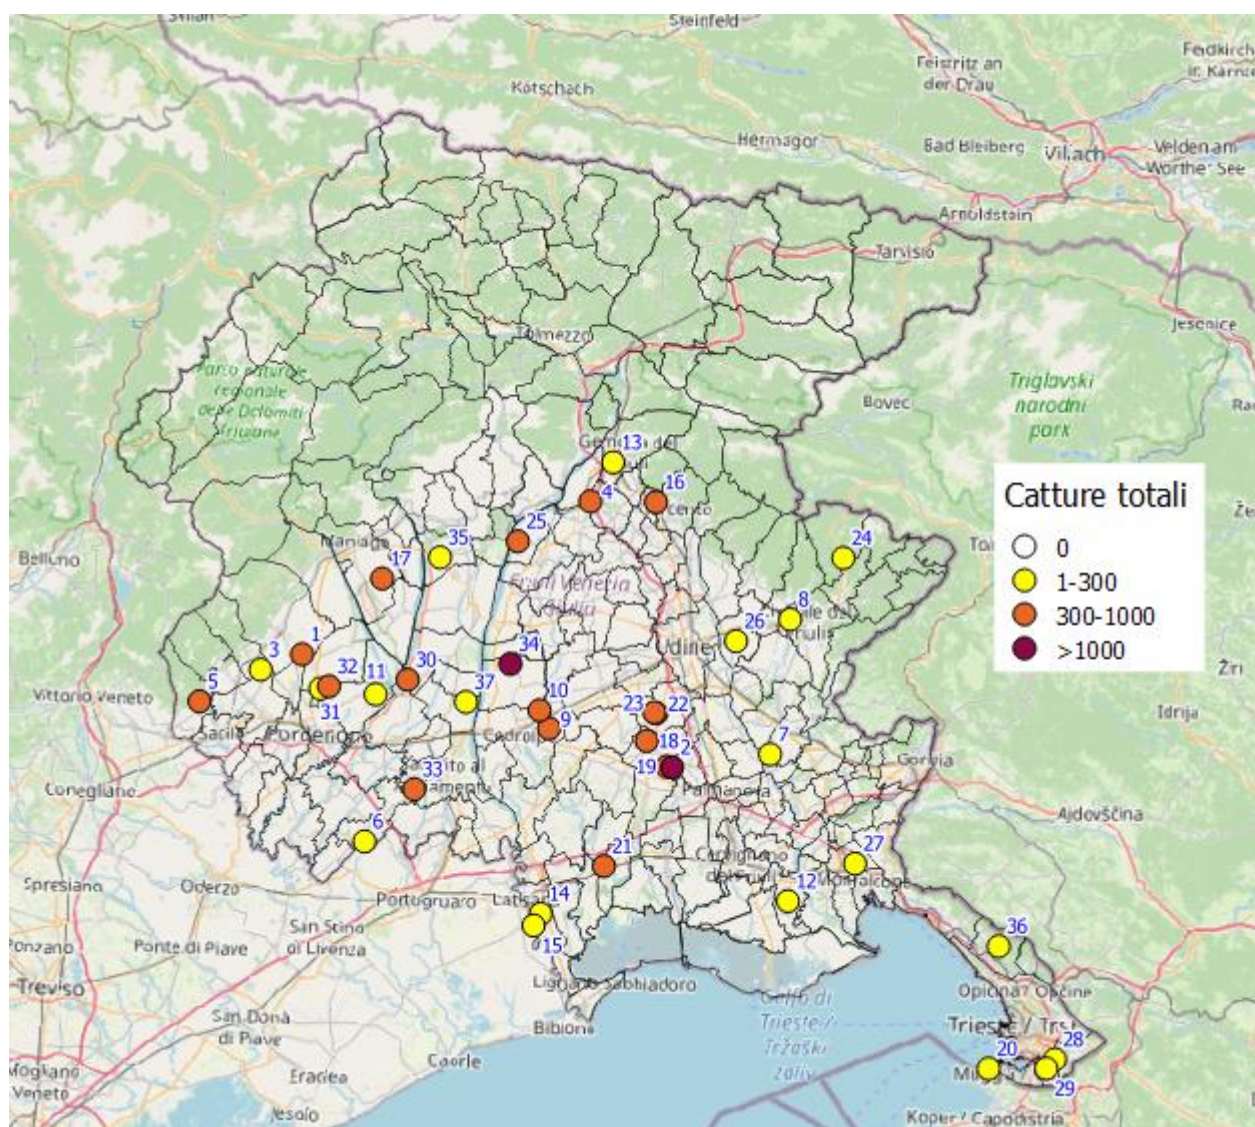 Steinfeld
Feldkirch
Feistritz an
der Drau
Kötschach
Hermagor
Bad Bleiberg
Villach
Velden am
Wörther See
Arnoldstein
Tarvisio
Jesenice
Tolmezzo
Parco naturale
regionale
delle Dolomiti
Friulane
Triglavski
narodni
park
Bovec
13
Catture totali
0
1-300
300-1000
>1000
4
16
25
35
17
24
Maniago
Belluno
Friuli Venezia
Giulia
8
26
Udine
1
3
34
5
32
11
30
31
37
10
9
23
22
18
2
19
7
Žiri
Idrija
Vittorio Veneto
Sacile
Pordenone
Codroipo
Gorizia
Palmanova
33
Conegliano
Ajdovščina
6
21
27
12
14
15
36
Cervignano
Monfalcone
Spresiano
Oderzo
Portogruaro
San Stino
di Livenza
Ponte di Piave
Treviso
Lignano Sabbiadoro
Golfo di
Trieste /
Tržaški
zaliv
Opicina / Opčine
Trieste / Trst
San Donà
di Piave
Bibione
Caorle
20
28
29
Mogliano
Veneto
Eraclea
Jesolo
Koper / Capodistria